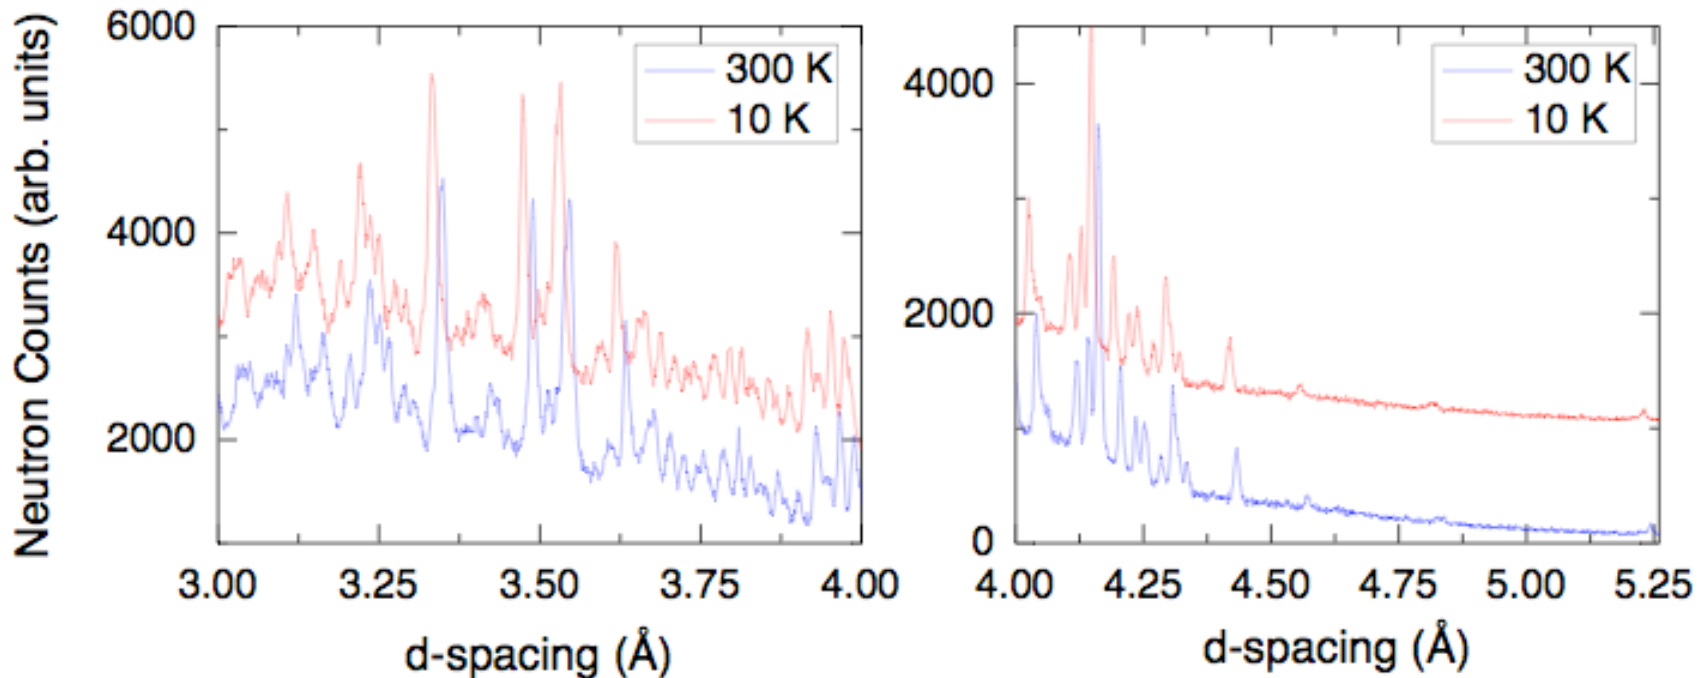 Neutron Counts (arb. units)
6000
4000
2000
300 K
10 K
3.00 3.25 3.50 3.75 4.00
d-spacing (Å)
4000
2000
0
300 K
10 K
4.00 4.25 4.50 4.75 5.00 5.25
d-spacing (Å)